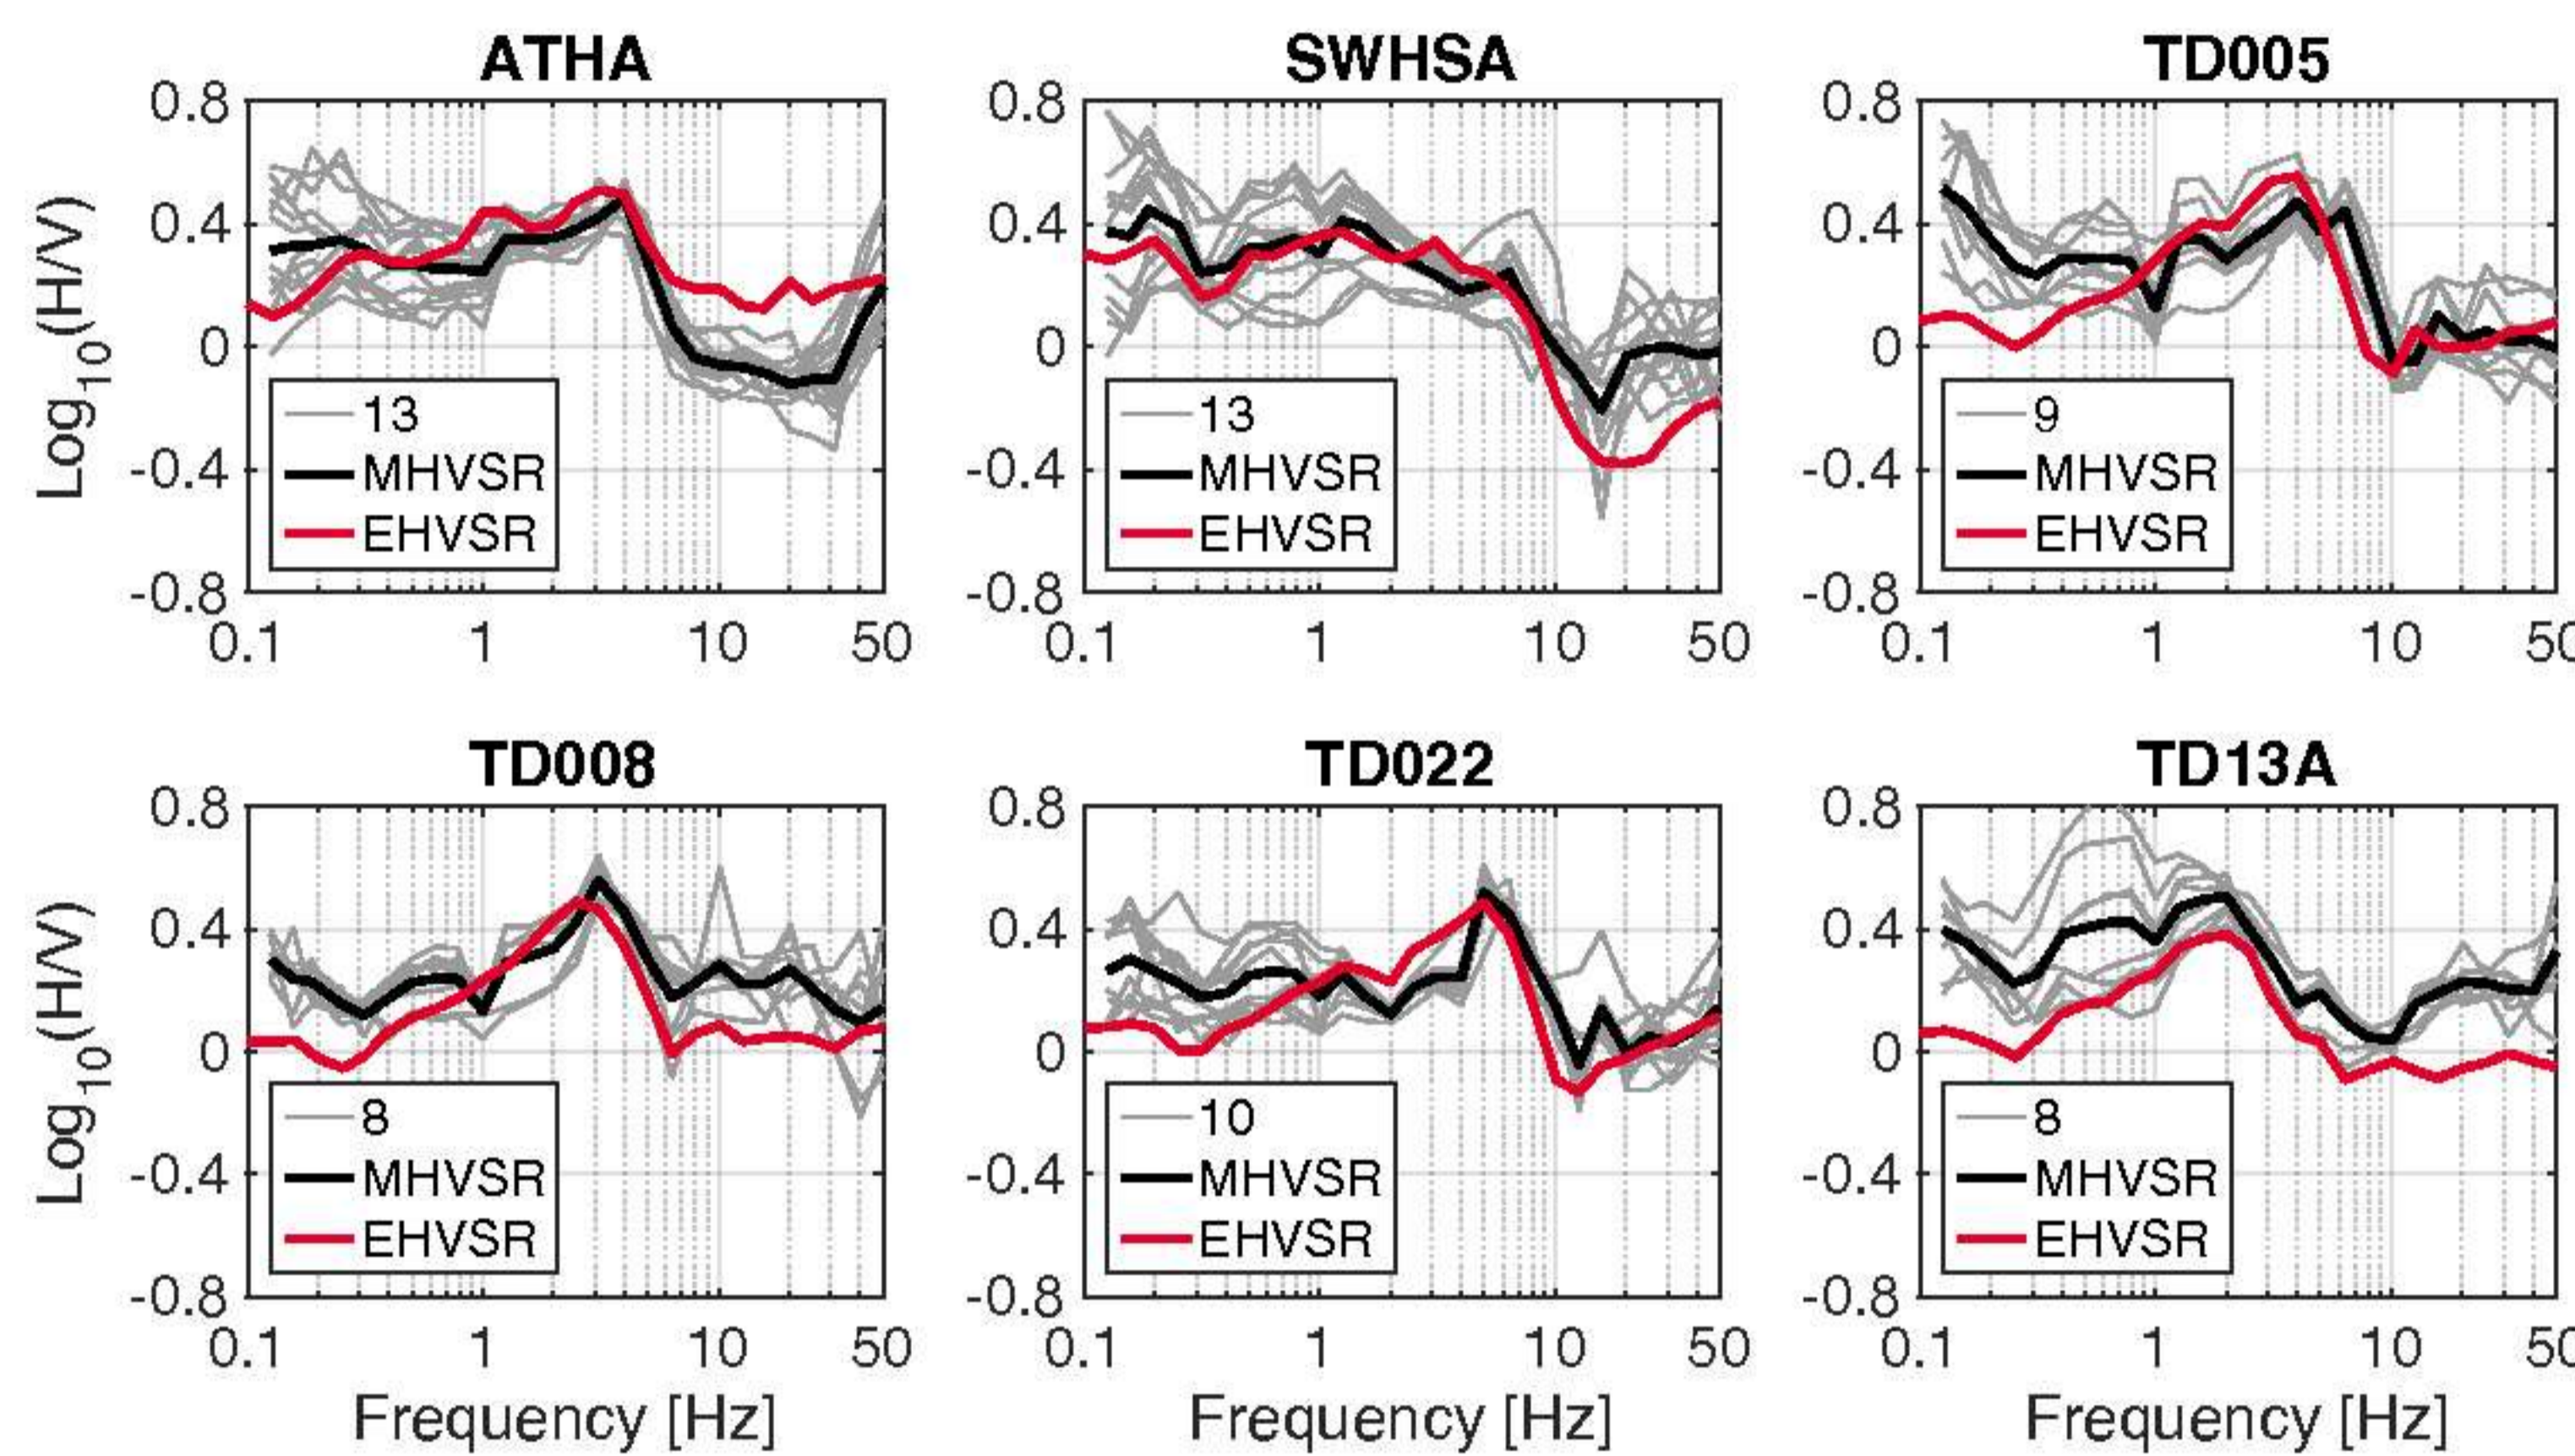 ATHA SWHSA TD005
0.8 0.8 0.8
0.4 0.4 0.4
0 0 0
-0.4 -0.4 -0.4
-0.8 -0.8 -0.8
Log10(H/V)
13
MHVSR
EHVSR
13
MHVSR
EHVSR
9
MHVSR
EHVSR
0.1 1 10 50 0.1 1 10 50 0.1 1 10 50
TD008 TD022 TD13A
0.8 0.8 0.8
0.4 0.4 0.4
0 0 0
-0.4 -0.4 -0.4
-0.8 -0.8 -0.8
Log10(H/V)
8
MHVSR
EHVSR
10
MHVSR
EHVSR
8
MHVSR
EHVSR
0.1 1 10 50 0.1 1 10 50 0.1 1 10 50
Frequency [Hz] Frequency [Hz] Frequency [Hz]